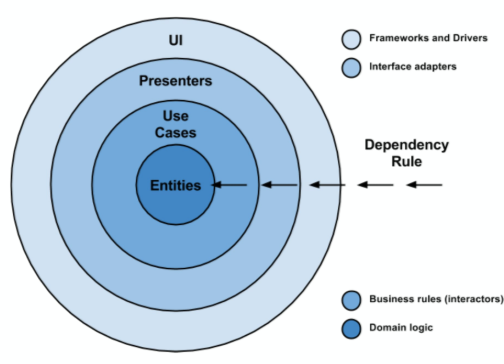 UI
Presenters
Use
Cases
Entities
Frameworks and Drivers
Interface adapters
Dependency
Rule
Business rules (interactors)
Domain logic